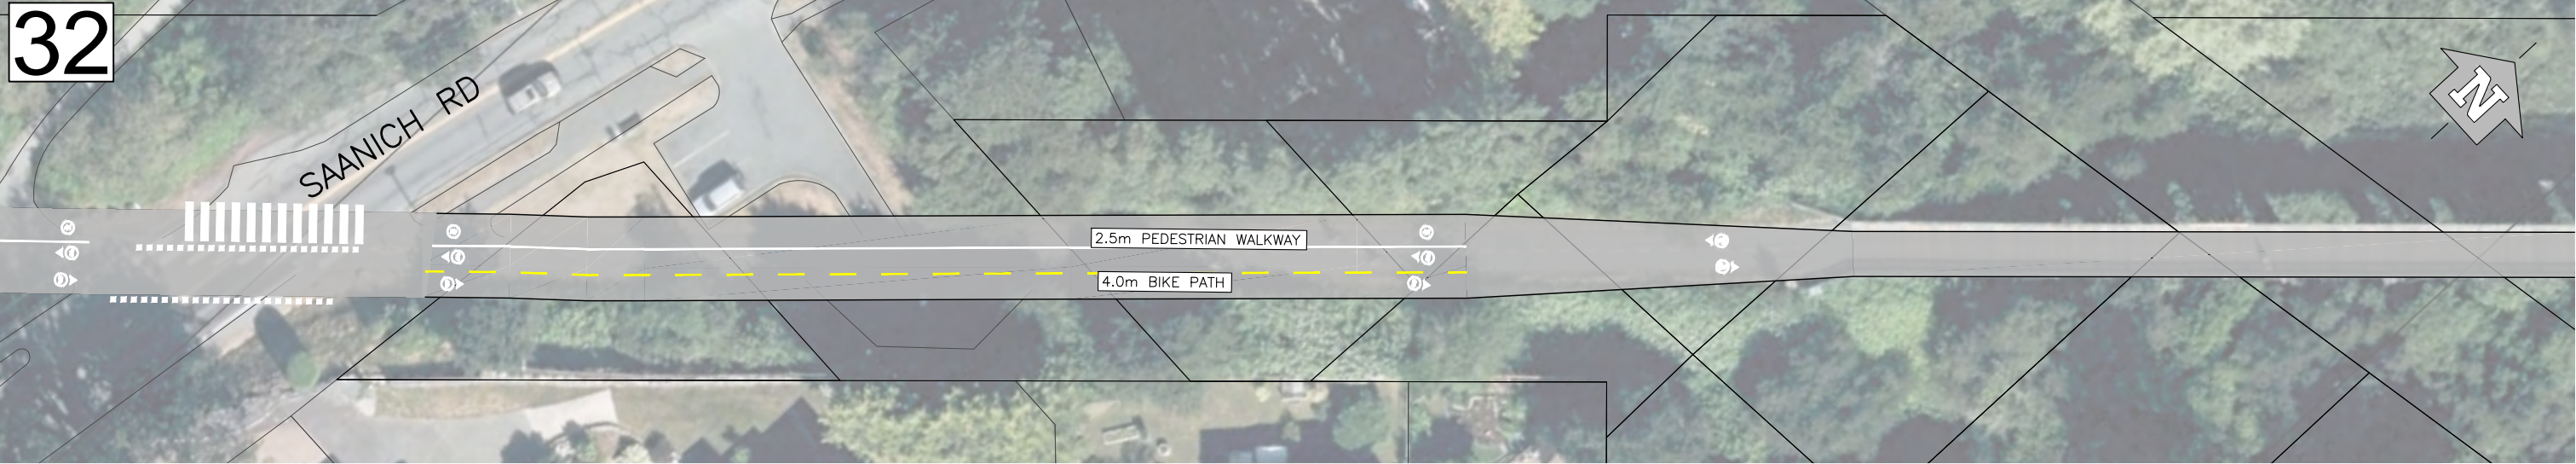 32
SAANICH RD
N
2.5m PEDESTRIAN WALKWAY
4.0m BIKE PATH